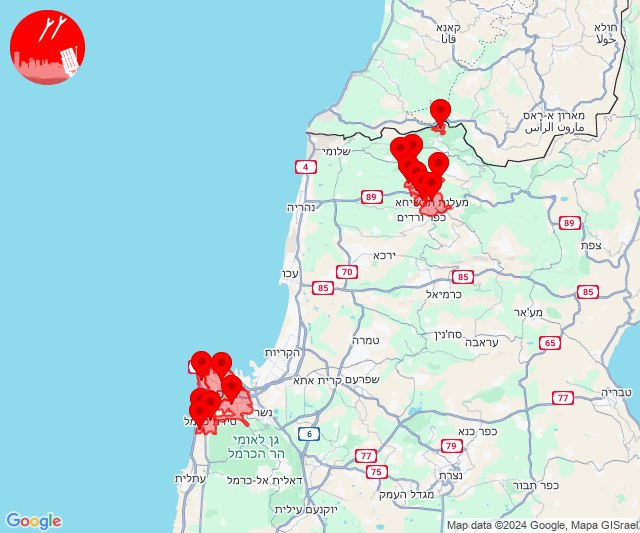 קאנא
قانا
חולא
حولا
מארון א-ראס
مارون الرأس
שלומי
4
89
נהריה
מעלות תרשיחא
כפר ורדים
89
צפת
ירכא
עכו
70
85
85
85
כרמיאל
מע'אר
סח'נין
עראבה
טמרה
65
הקריות
קרית אתא
שפרעם
טבריה
77
נשר
טירת כרמל
6
כפר כנא
גן לאומי
הר הכרמל
79
77
75
נצרת
עתלית
דאלית אל-כרמל
מגדל העמק
כפר תבור
יוקנעם עילית
Google
Map data ©2024 Google, Mapa GISrael